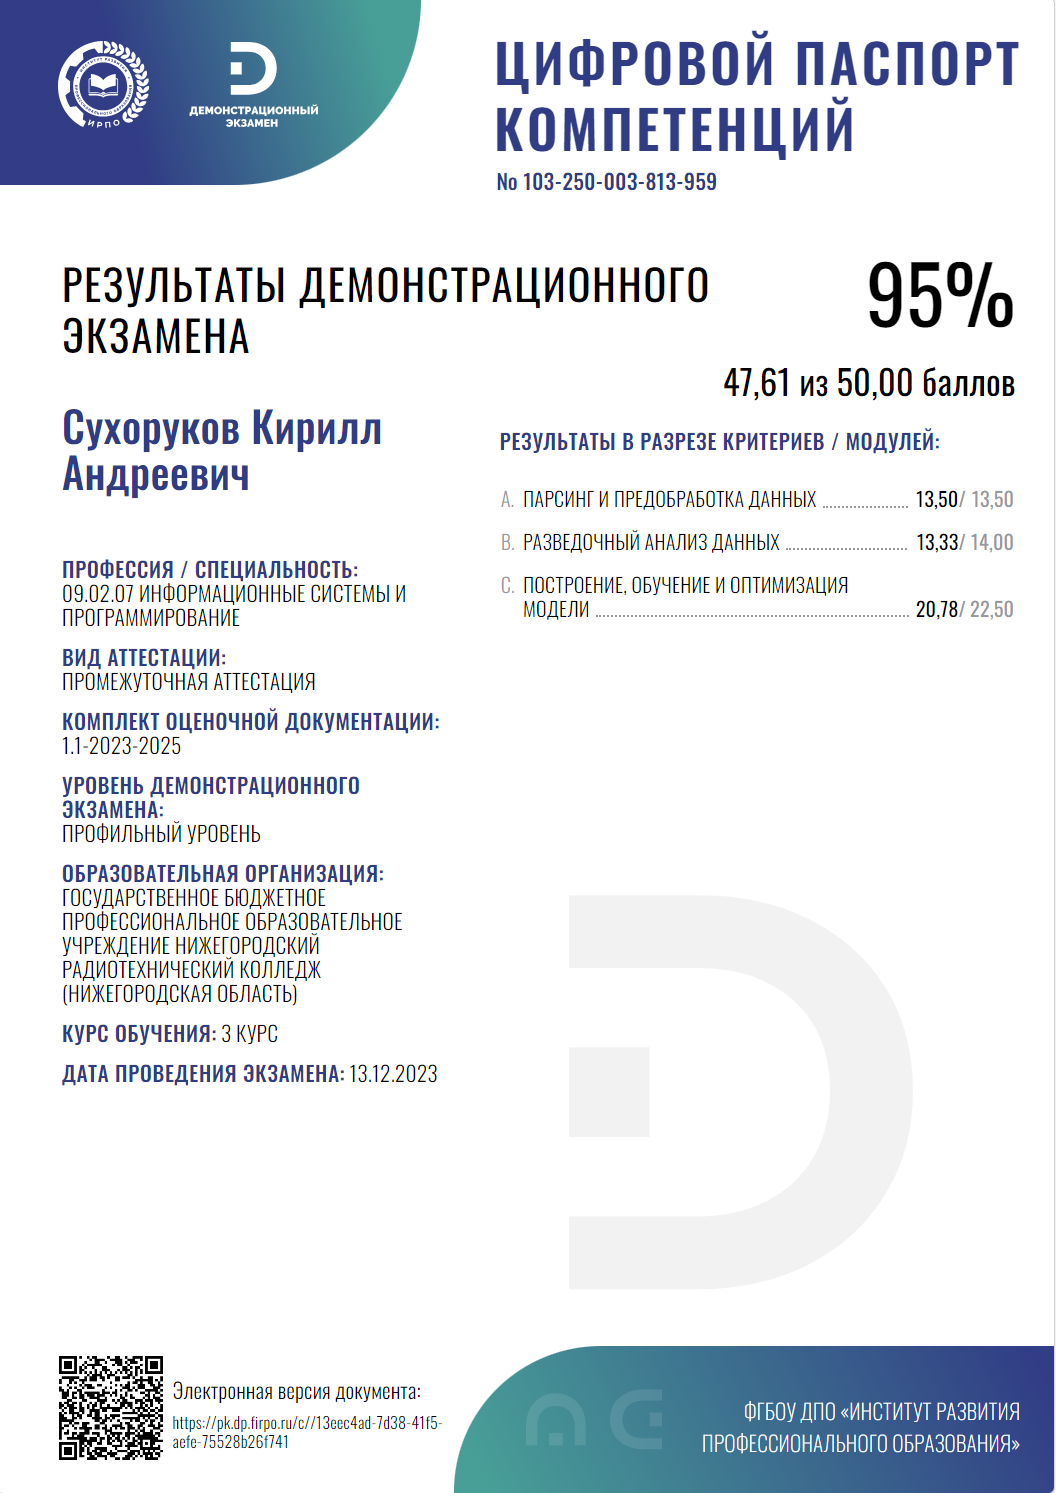 ИНСТИТУТ РАЗВИТИЯ
ПРОФЕССИОНАЛЬНОГО ОБРАЗОВАНИЯ
ИРПО
ДЕМОНСТРАЦИОННЫЙ
ЭКЗАМЕН
ЦИФРОВОЙ ПАСПОРТ
КОМПЕТЕНЦИЙ
No 103-250-003-813-959
РЕЗУЛЬТАТЫ ДЕМОНСТРАЦИОННОГО
ЭКЗАМЕНА
95%
47,61 из 50,00 баллов
Сухоруков Кирилл
Андреевич
ПРОФЕССИЯ / СПЕЦИАЛЬНОСТЬ:
09.02.07 ИНФОРМАЦИОННЫЕ СИСТЕМЫ И
ПРОГРАММИРОВАНИЕ
ВИД АТТЕСТАЦИИ:
ПРОМЕЖУТОЧНАЯ АТТЕСТАЦИЯ
КОМПЛЕКТ ОЦЕНОЧНОЙ ДОКУМЕНТАЦИИ:
1.1-2023-2025
УРОВЕНЬ ДЕМОНСТРАЦИОННОГО
ЭКЗАМЕНА:
ПРОФИЛЬНЫЙ УРОВЕНЬ
ОБРАЗОВАТЕЛЬНАЯ ОРГАНИЗАЦИЯ:
ГОСУДАРСТВЕННОЕ БЮДЖЕТНОЕ
ПРОФЕССИОНАЛЬНОЕ ОБРАЗОВАТЕЛЬНОЕ
УЧРЕЖДЕНИЕ НИЖЕГОРОДСКИЙ
РАДИОТЕХНИЧЕСКИЙ КОЛЛЕДЖ
(НИЖЕГОРОДСКАЯ ОБЛАСТЬ)
КУРС ОБУЧЕНИЯ: 3 КУРС
ДАТА ПРОВЕДЕНИЯ ЭКЗАМЕНА: 13.12.2023
РЕЗУЛЬТАТЫ В РАЗРЕЗЕ КРИТЕРИЕВ / МОДУЛЕЙ:
A. ПАРСИНГ И ПРЕДОБРАБОТКА ДАННЫХ 13,50/ 13,50
B. РАЗВЕДОЧНЫЙ АНАЛИЗ ДАННЫХ 13,33/ 14,00
C. ПОСТРОЕНИЕ, ОБУЧЕНИЕ И ОПТИМИЗАЦИЯ
МОДЕЛИ 20,78/ 22,50
Электронная версия документа:
https://pk.dp.firpo.ru/c//13eec4ad-7d38-41f5-
aefe-75528b26f741
ФГБОУ ДПО «ИНСТИТУТ РАЗВИТИЯ
ПРОФЕССИОНАЛЬНОГО ОБРАЗОВАНИЯ»